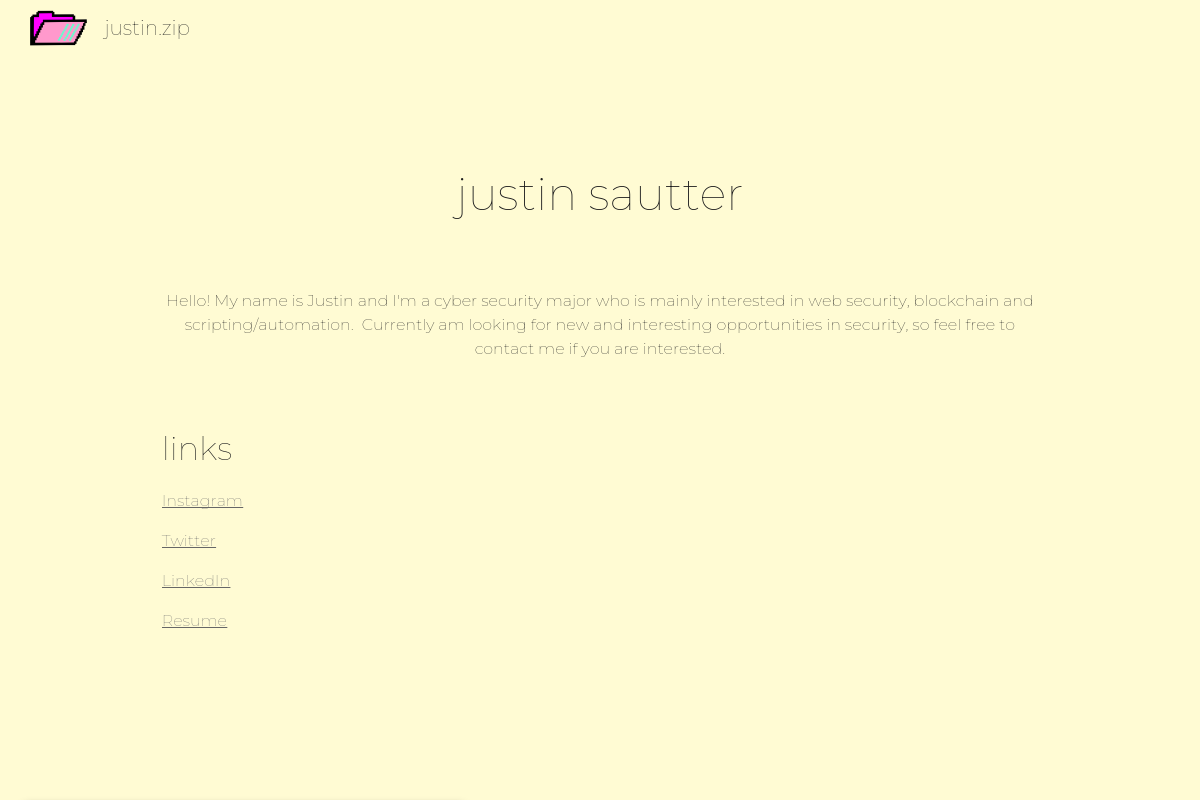 justin.zip
justin sautter
Hello! My name is Justin and I'm a cyber security major who is mainly interested in web security, blockchain and
scripting/automation.  Currently am looking for new and interesting opportunities in security, so feel free to
contact me if you are interested.
links
Instagram
Twitter
LinkedIn
Resume